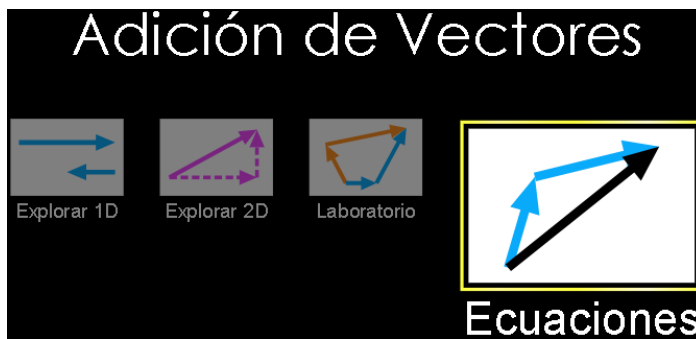 Adición de Vectores
Explorar 1D
Explorar 2D
Laboratorio
Ecuaciones